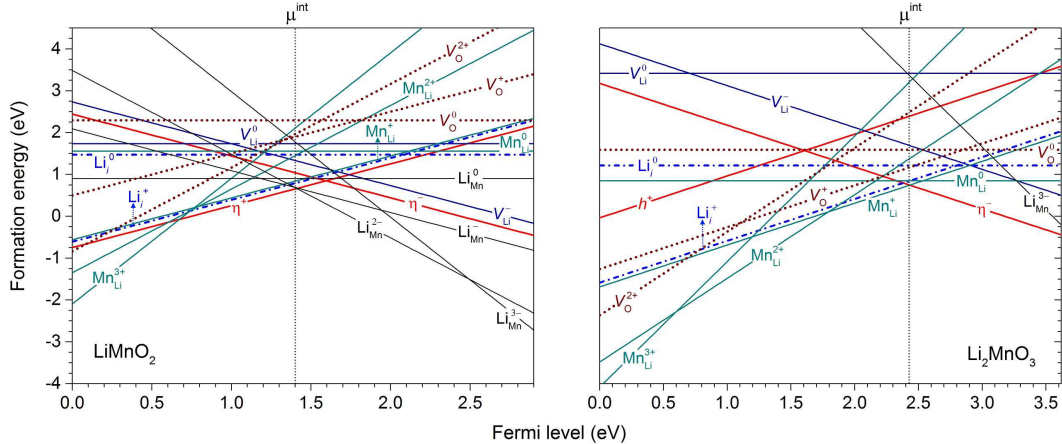 μ^int
μ^int
Formation energy (eV)
4
3
2
1
0
-1
-2
-3
-4
V_O^2+
Mn_Li^2+
V_O^+
V_O^0
V_Li^0
Mn_Li^+
Mn_Li^0
Li_i^0
Li_Mn^0
Li_i^+
η^+
η^-
V_Li^-
Li_Mn^2-
Li_Mn^-
Mn_Li^3+
Li_Mn^3-
LiMnO_2
0.0 0.5 1.0 1.5 2.0 2.5
V_Li^0
V_Li^-
V_O^0
Li_i^0
Mn_Li^0
Li_Mn^3-
h^+
Li_i^+
V_O^+
Mn_Li^+
η^-
Mn_Li^2+
V_O^2+
Mn_Li^3+
Li_2MnO_3
0.0 0.5 1.0 1.5 2.0 2.5 3.0 3.5
Fermi level (eV)